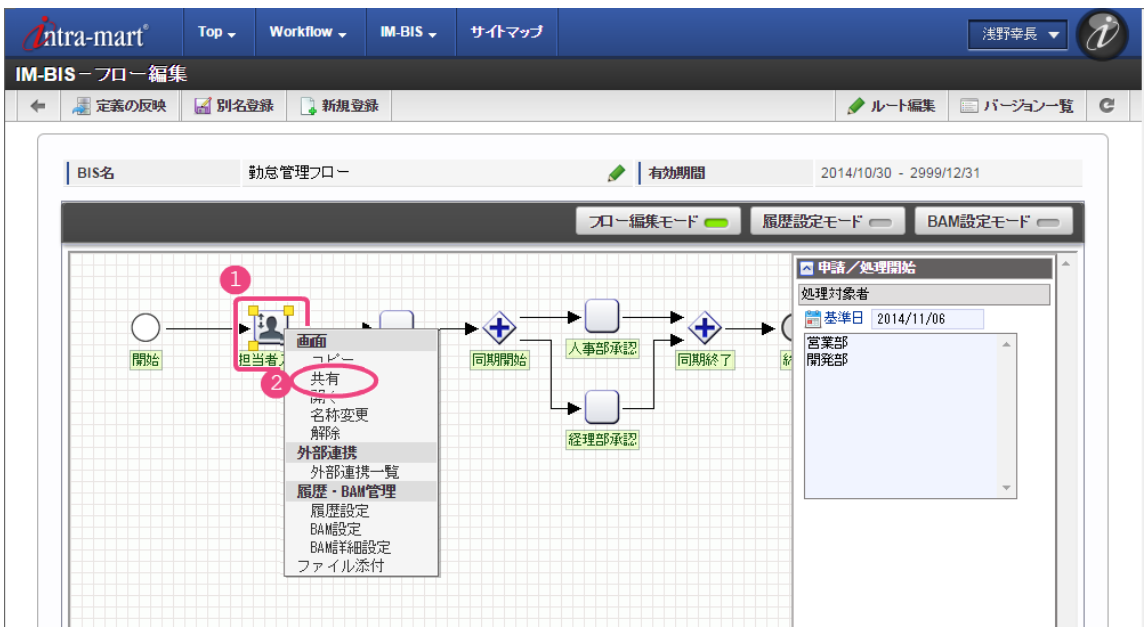 intra-mart® Top Workflow IM-BIS サイトマップ 浅野幸長
IM-BIS－フロー編集
定義の反映 別名登録 新規登録 ルート編集 バージョン一覧
BIS名 勤怠管理フロー 有効期間 2014/10/30 - 2999/12/31
フロー編集モード 履歴設定モード BAM設定モード
申請／処理開始
処理対象者
基準日 2014/11/06
営業部
開発部
1
開始
担当者
2
同期開始
人事部承認
同期終了
経理部承認
画面
コピー
共有
開く
名称変更
解除
外部連携
外部連携一覧
履歴・BAM管理
履歴設定
BAM設定
BAM詳細設定
ファイル添付